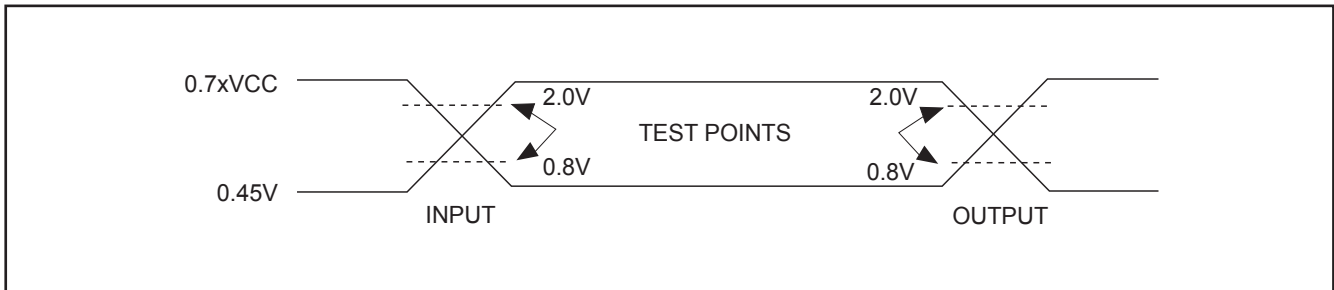 0.7xVCC
2.0V
2.0V
TEST POINTS
0.8V
0.8V
0.45V
INPUT
OUTPUT